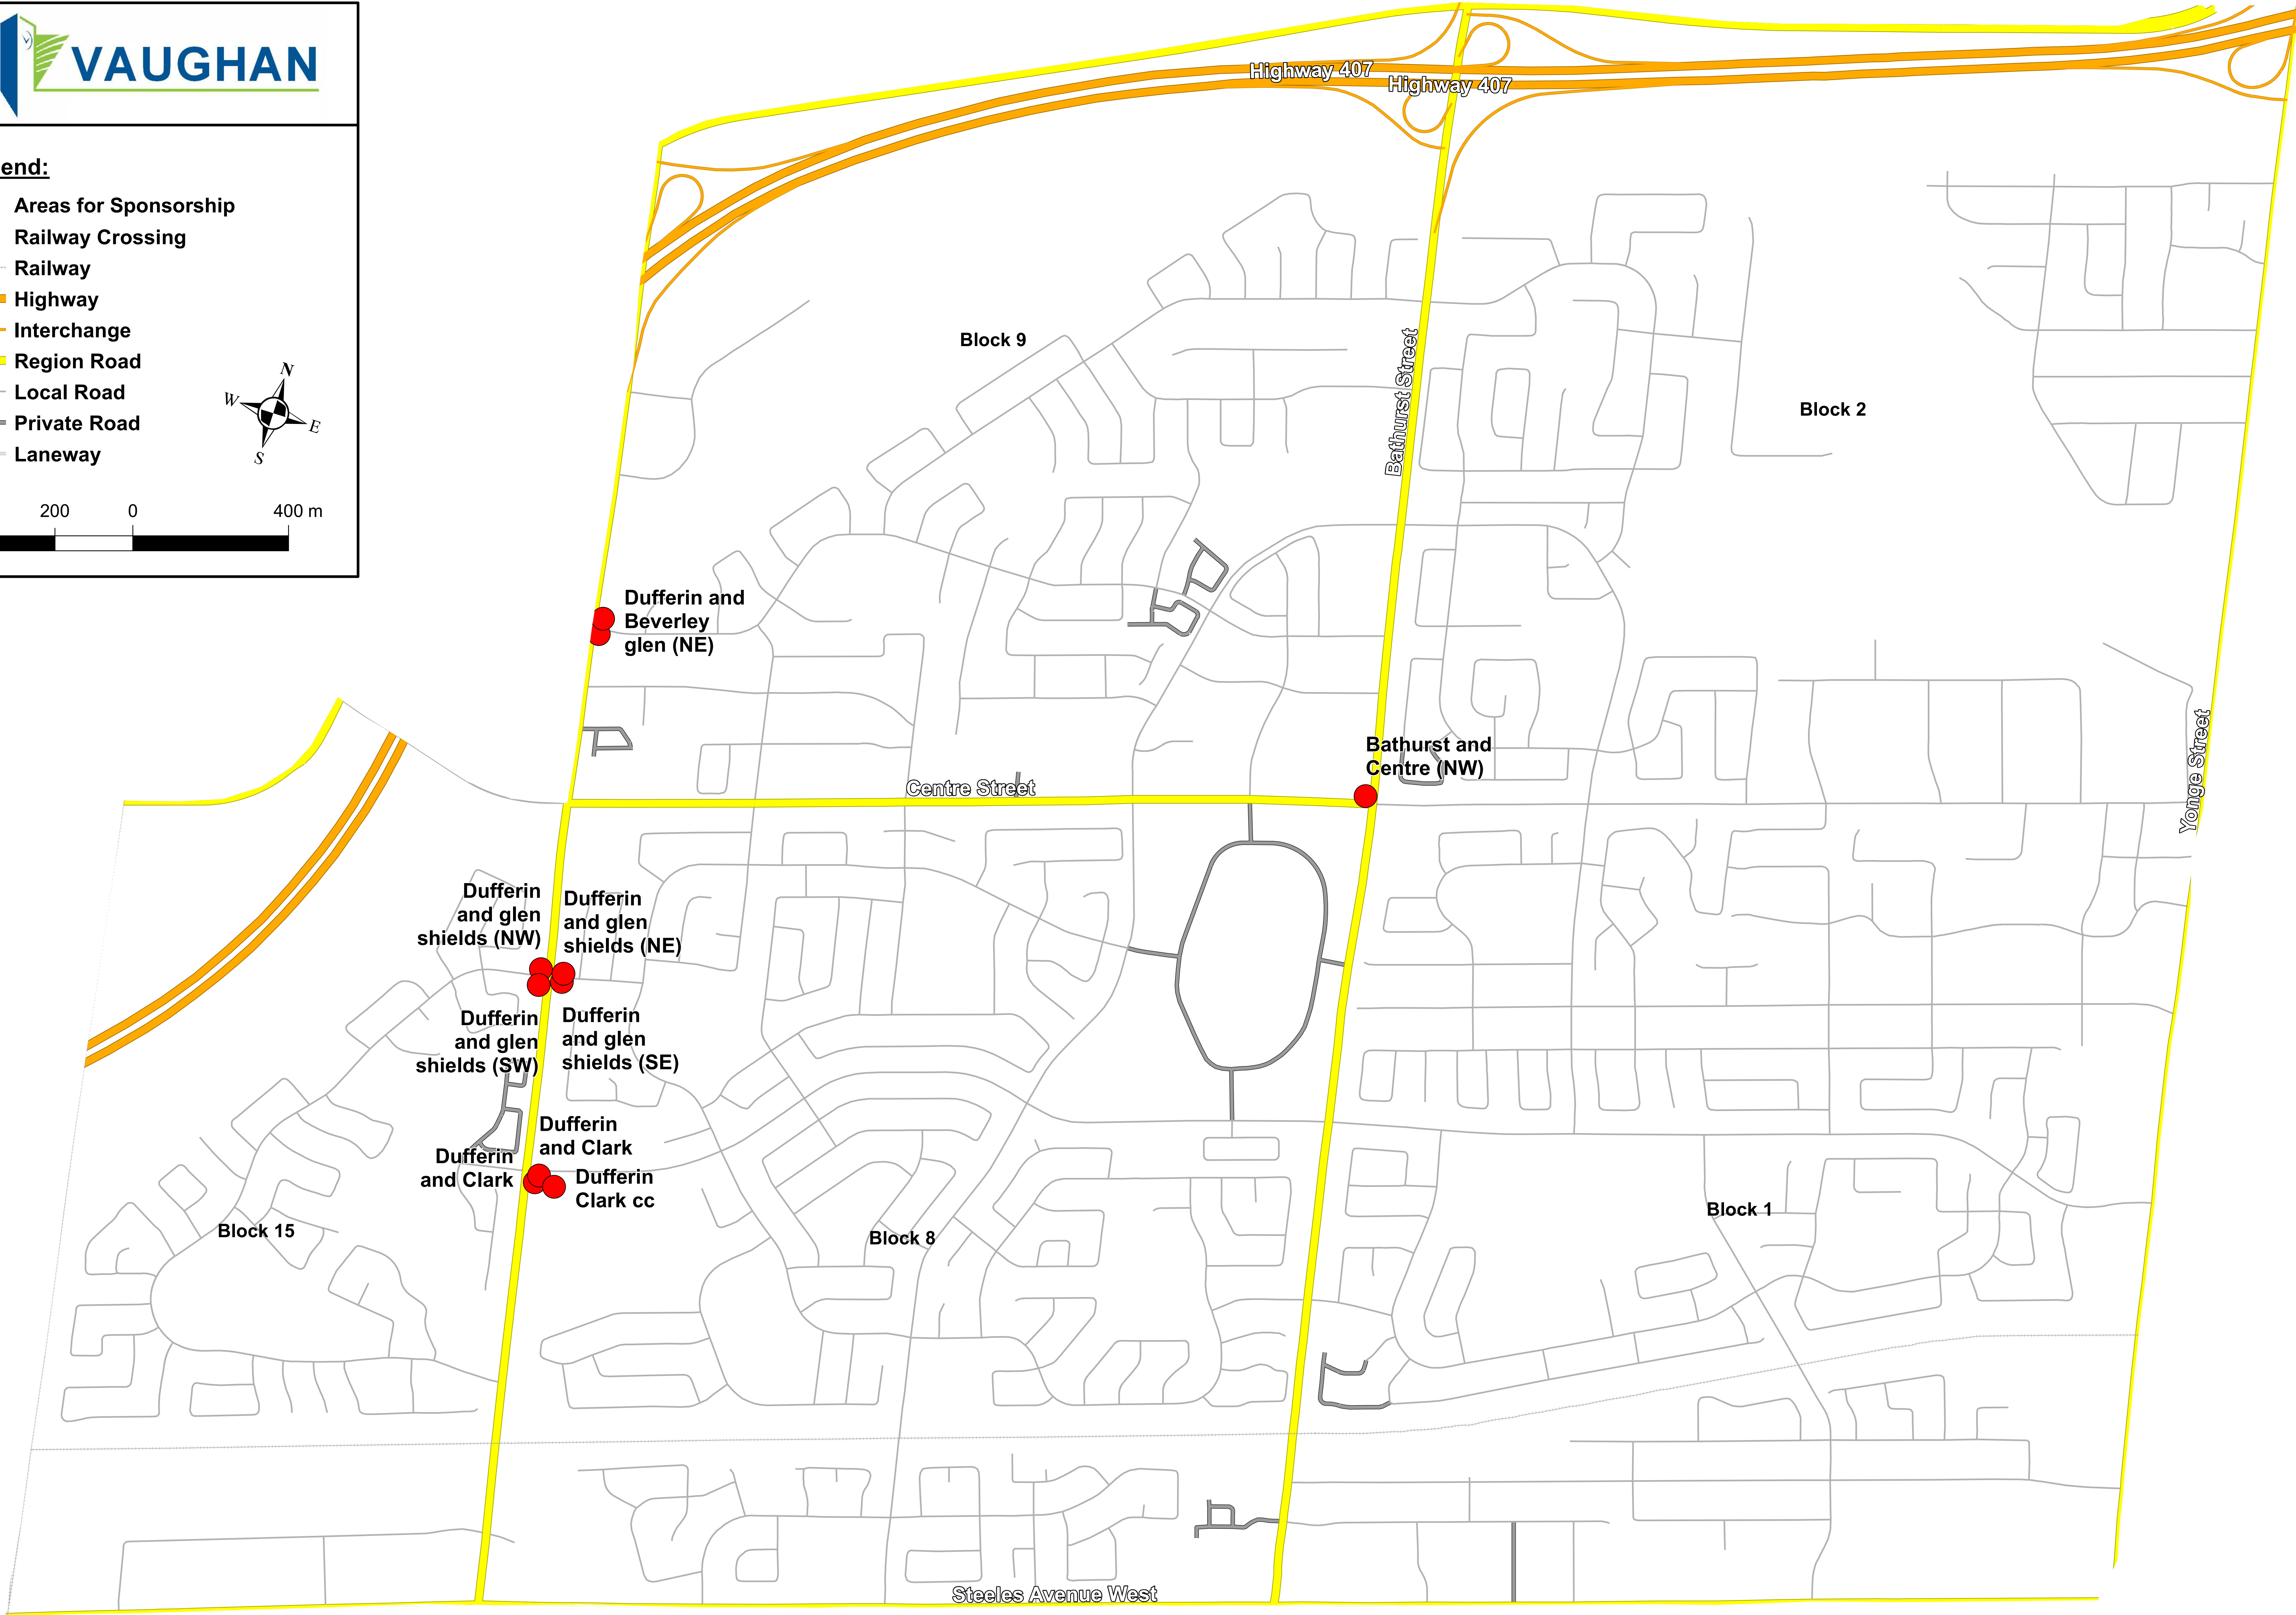 VAUGHAN
end:
Areas for Sponsorship
Railway Crossing
Railway
Highway
Interchange
Region Road
Local Road
Private Road
Laneway
N
W
E
S
200 0 400 m
Highway 407
Highway 407
Block 9
Bathurst Street
Block 2
Dufferin and
Beverley
glen (NE)
Bathurst and
Centre (NW)
Centre Street
Yonge Street
Dufferin
and glen
shields (NW)
Dufferin
and glen
shields (NE)
Dufferin
and glen
shields (SW)
Dufferin
and glen
shields (SE)
Dufferin
and Clark
Dufferin
and Clark
Dufferin
Clark cc
Block 15
Block 8
Block 1
Steeles Avenue West